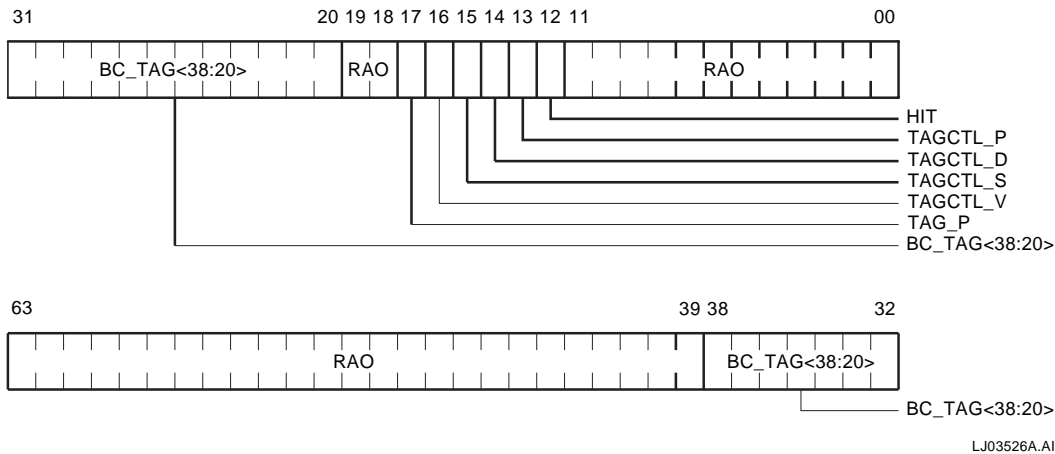 31 20 19 18 17 16 15 14 13 12 11 00
BC_TAG<38:20> RAO RAO
HIT
TAGCTL_P
TAGCTL_D
TAGCTL_S
TAGCTL_V
TAG_P
BC_TAG<38:20>
63 39 38 32
RAO BC_TAG<38:20>
BC_TAG<38:20>
LJ03526A.AI